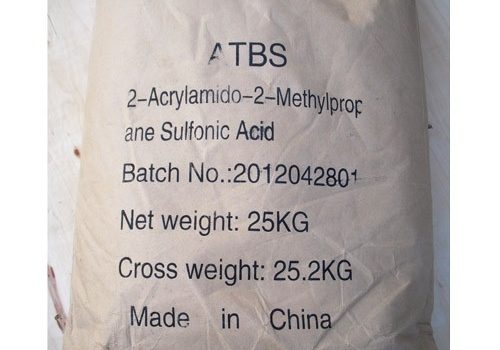 ATBS
2-Acrylamido-2-Methylprop
ane Sulfonic Acid
Batch No.:2012042801
Net weight: 25KG
Cross weight: 25.2KG
Made in China